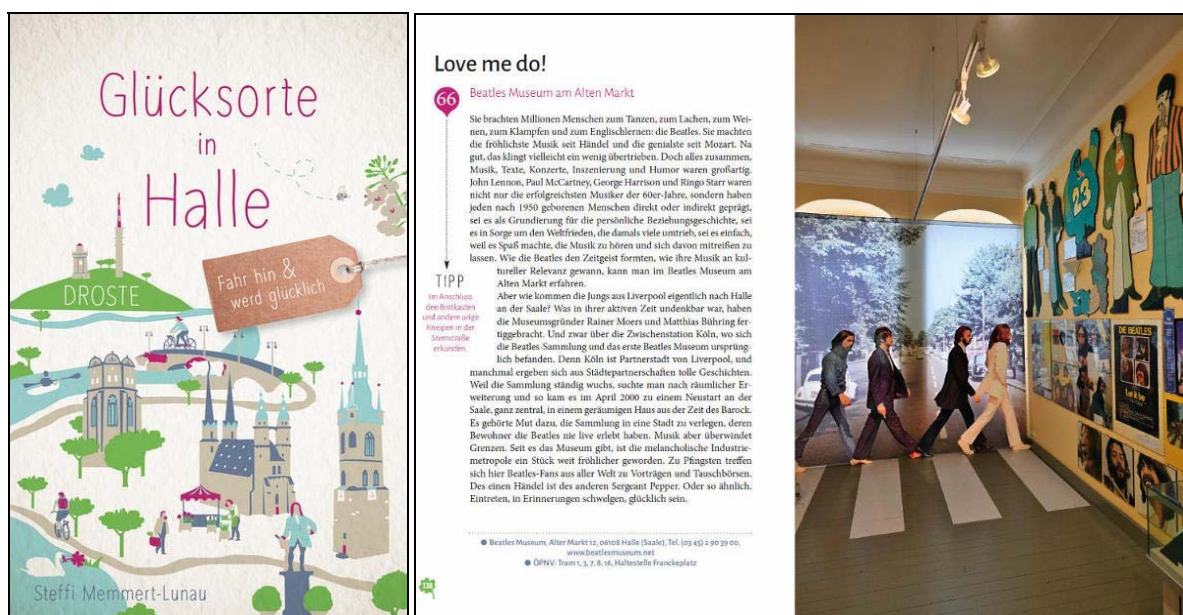 Glücksorte
in
Halle
Fahr hin &
werd glücklich
DROSTE
Steffi Memmert-Lunau
Love me do!
66
Beatles Museum am Alten Markt
Sie brachten Millionen Menschen zum Tanzen, zum Lachen, zum Wei-
nen, zum Klampfen und zum Englischlernen: die Beatles. Sie machten
die fröhlichste Musik seit Händel und die genialste seit Mozart. Na
gut, das klingt vielleicht ein wenig übertrieben. Doch alles zusammen,
Musik, Texte, Konzerte, Inszenierung und Humor waren großartig.
John Lennon, Paul McCartney, George Harrison und Ringo Starr waren
nicht nur die erfolgreichsten Musiker der 60er-Jahre, sondern haben
jeden nach 1950 geborenen Menschen direkt oder indirekt geprägt,
sei es als Grundierung für die persönliche Beziehungsgeschichte, sei
es in Sorge um den Weltfrieden, die damals viele umtrieb, sei es einfach,
weil es Spaß machte, die Musik zu hören und sich davon mitreißen zu
lassen. Wie die Beatles den Zeitgeist formten, wie ihre Musik an kul-
tureller Relevanz gewann, kann man im Beatles Museum am
Alten Markt erfahren.
Aber wie kommen die Jungs aus Liverpool eigentlich nach Halle
an der Saale? Was in ihrer aktiven Zeit undenkbar war, haben
die Museumsgründer Rainer Moers und Matthias Bühring fer-
tiggebracht. Und zwar über die Zwischenstation Köln, wo sich
die Beatles-Sammlung und das erste Beatles Museum ursprüng-
lich befanden. Denn Köln ist Partnerstadt von Liverpool, und
manchmal ergeben sich aus Städtepartnerschaften tolle Geschichten.
Weil die Sammlung ständig wuchs, suchte man nach räumlicher Er-
weiterung und so kam es im April 2000 zu einem Neustart an der
Saale, ganz zentral, in einem geräumigen Haus aus der Zeit des Barock.
Es gehörte Mut dazu, die Sammlung in eine Stadt zu verlegen, deren
Bewohner die Beatles nie live erlebt haben. Musik aber überwindet
Grenzen. Seit es das Museum gibt, ist die melancholische Industrie-
metropole ein Stück weit fröhlicher geworden. Zu Pfingsten treffen
sich hier Beatles-Fans aus aller Welt zu Vorträgen und Tauschbörsen.
Des einen Händel ist des anderen Sergeant Pepper. Oder so ähnlich.
Eintreten, in Erinnerungen schwelgen, glücklich sein.
TIPP
Im Anschluss
den Brotkasten
und andere urige
Kneipen in der
Sternstraße
erkunden.
● Beatles Museum, Alter Markt 12, 06108 Halle (Saale), Tel. (03 45) 2 90 39 00,
www.beatlesmuseum.net
● ÖPNV: Tram 1, 3, 7, 8, 16, Haltestelle Franckeplatz
138
23
DIE BEATLES
Let it be